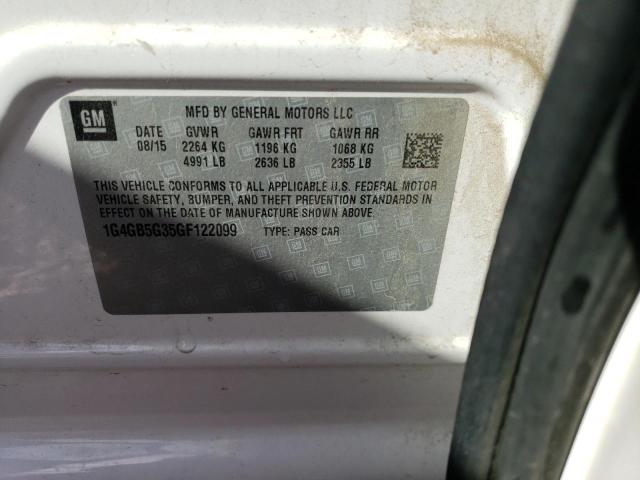 GM
MFD BY GENERAL MOTORS LLC
DATE GVWR GAWR FRT GAWR RR
08/15 2264 KG 1196 KG 1068 KG
4991 LB 2636 LB 2355 LB
THIS VEHICLE CONFORMS TO ALL APPLICABLE U.S. FEDERAL MOTOR
VEHICLE SAFETY, BUMPER, AND THEFT PREVENTION STANDARDS
IN EFFECT ON THE DATE OF MANUFACTURE SHOWN ABOVE.
1G4GB5G35GF122099 TYPE: PASS CAR